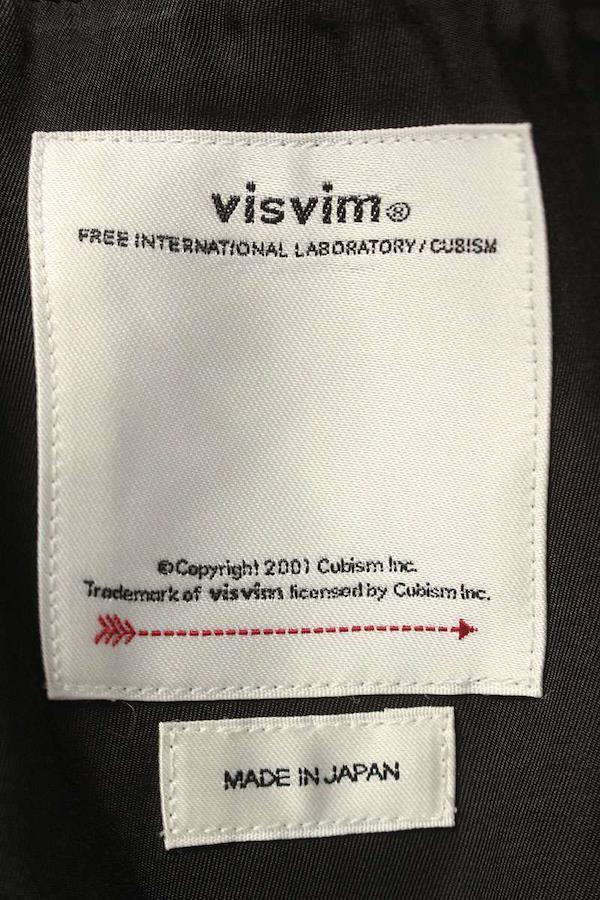 visvim®
FREE INTERNATIONAL LABORATORY/CUBISM
©Copyright 2001 Cubism Inc.
Trademark of visvim licensed by Cubism Inc.
MADE IN JAPAN